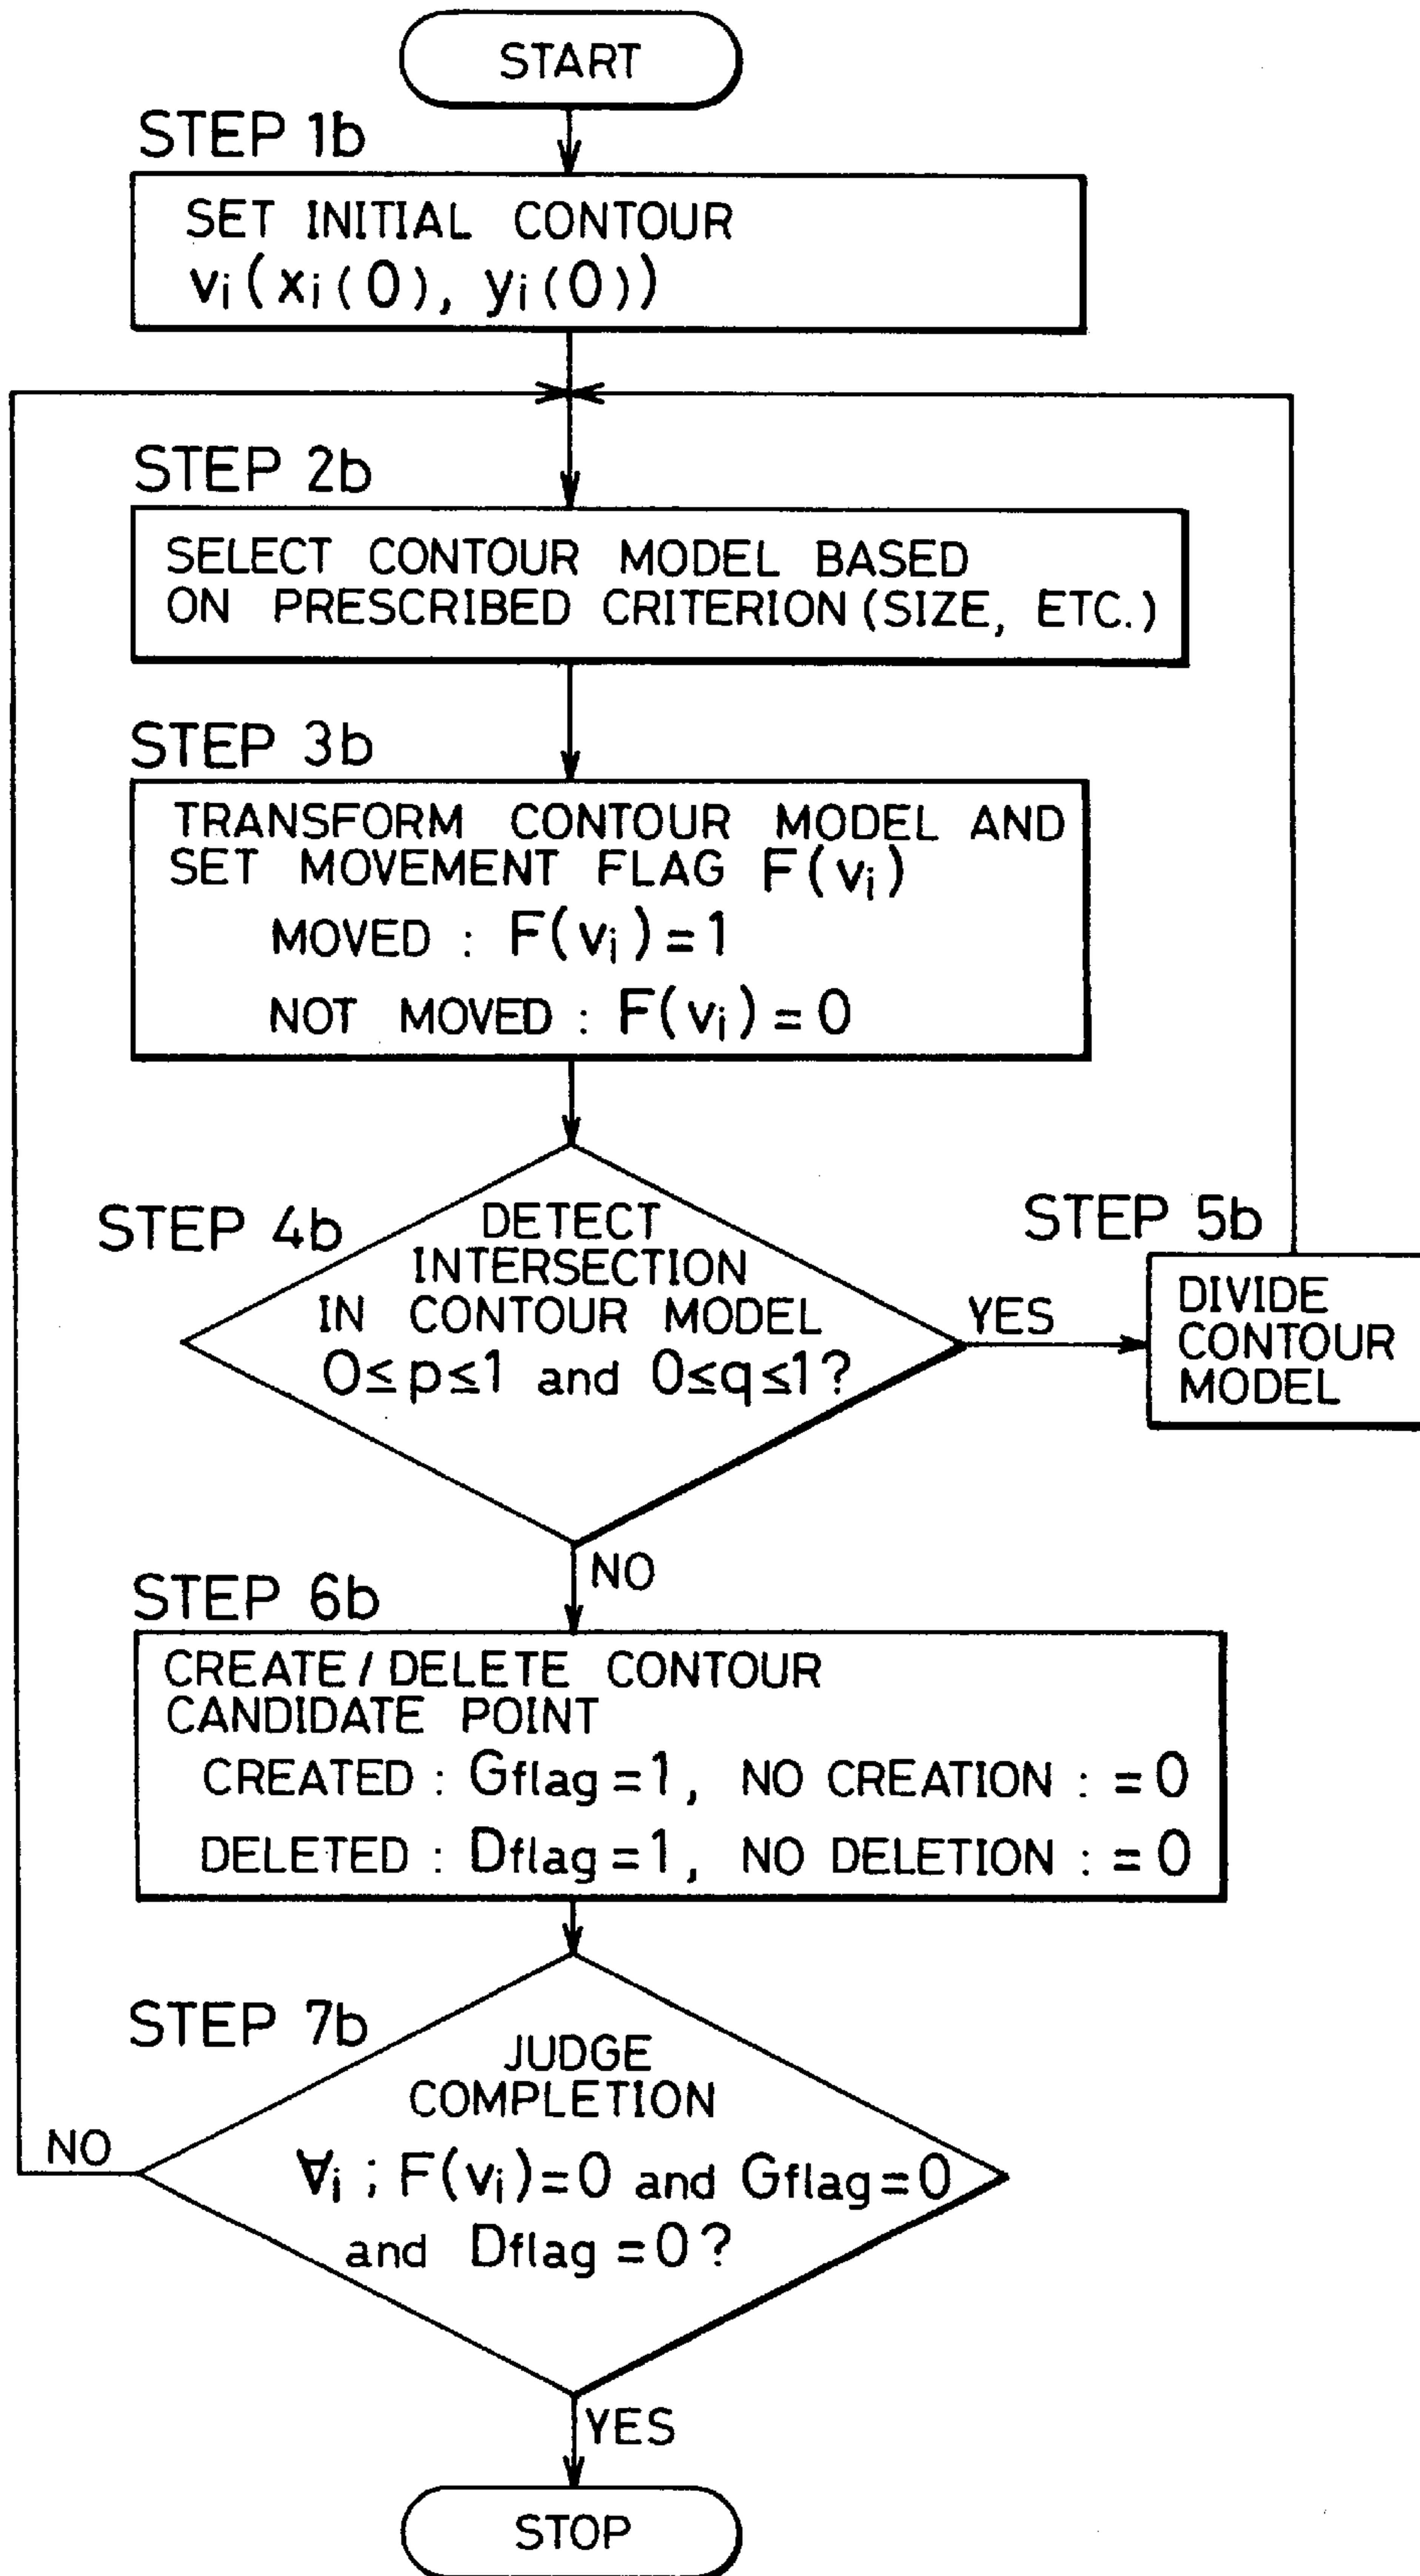 START
STEP 1b
SET INITIAL CONTOUR
vi(xi(0), yi(0))
STEP 2b
SELECT CONTOUR MODEL BASED
ON PRESCRIBED CRITERION (SIZE, ETC.)
STEP 3b
TRANSFORM CONTOUR MODEL AND
SET MOVEMENT FLAG F(vi)
MOVED : F(vi)=1
NOT MOVED : F(vi)=0
STEP 4b
DETECT
INTERSECTION
IN CONTOUR MODEL
0≤p≤1 and 0≤q≤1?
YES
STEP 5b
DIVIDE
CONTOUR
MODEL
NO
STEP 6b
CREATE/DELETE CONTOUR
CANDIDATE POINT
CREATED : Gflag=1, NO CREATION : =0
DELETED : Dflag=1, NO DELETION : =0
STEP 7b
JUDGE
COMPLETION
∀i ; F(vi)=0 and Gflag=0
and Dflag=0?
NO
YES
STOP